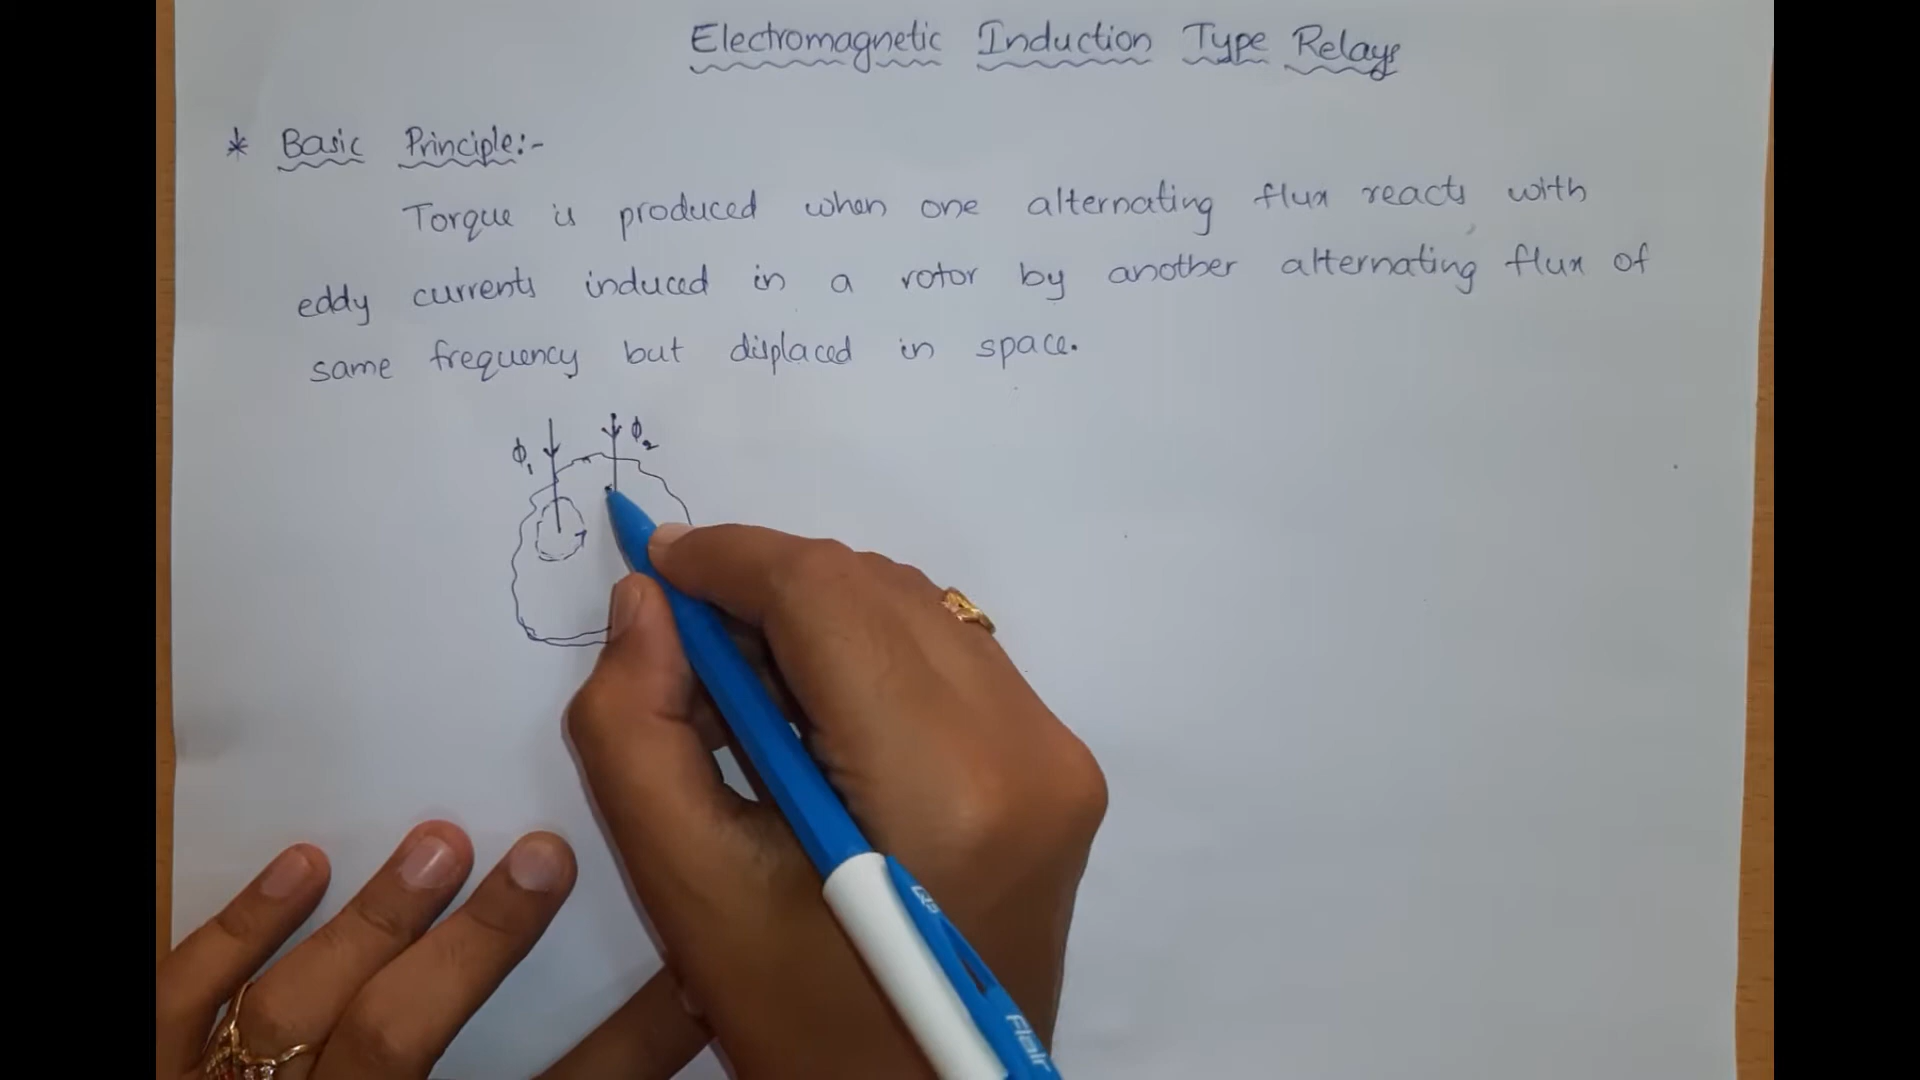 Electromagnetic Induction Type Relays
* Basic Principle:-
Torque is produced when one alternating flux reacts with
eddy currents induced in a rotor by another alternating flux of
same frequency but displaced in space.
ϕ1 ϕ2
Flair